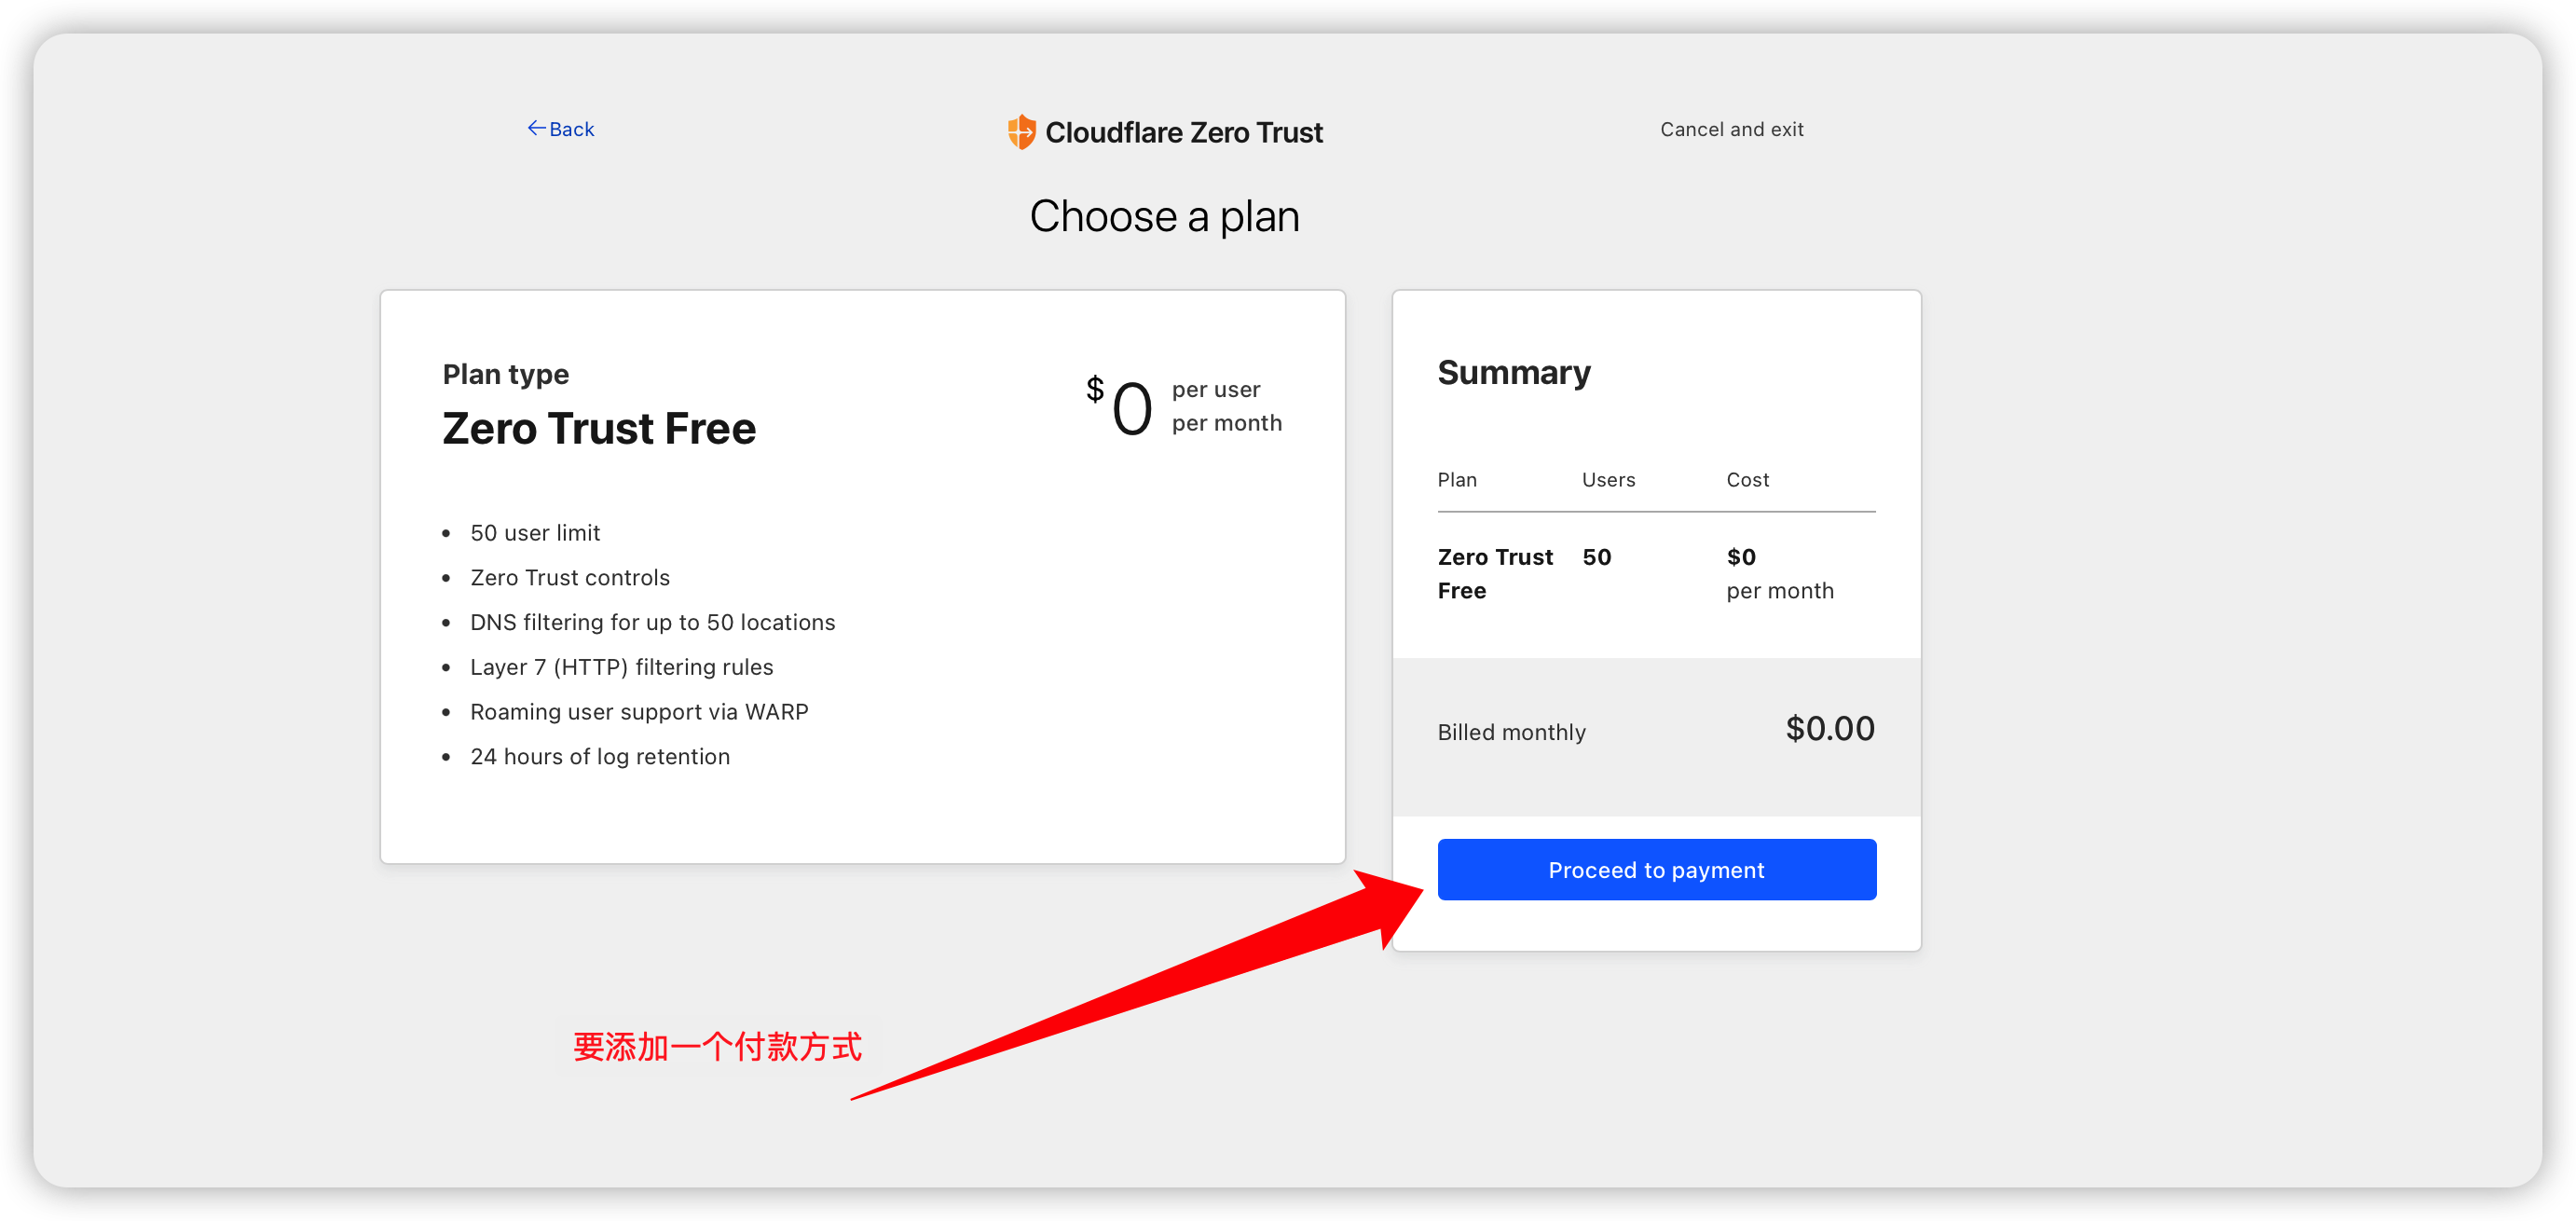 Back
Cloudflare Zero Trust
Cancel and exit
Choose a plan
Plan type
Zero Trust Free
$0 per user
per month
• 50 user limit
• Zero Trust controls
• DNS filtering for up to 50 locations
• Layer 7 (HTTP) filtering rules
• Roaming user support via WARP
• 24 hours of log retention
Summary
Plan Users Cost
Zero Trust 50 $0
Free per month
Billed monthly $0.00
Proceed to payment
要添加一个付款方式